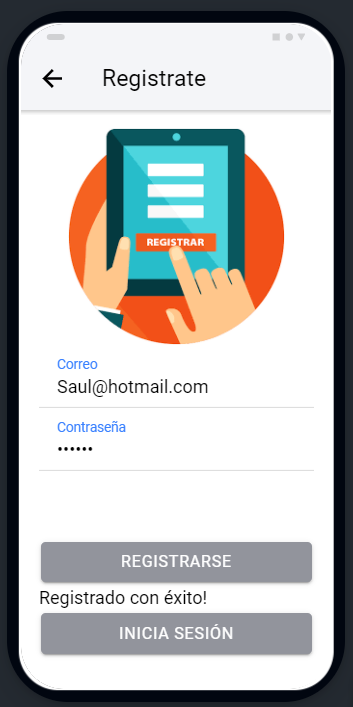 Registrate
REGISTRAR
Correo
Saul@hotmail.com
Contraseña
••••••
REGISTRARSE
Registrado con éxito!
INICIA SESIÓN